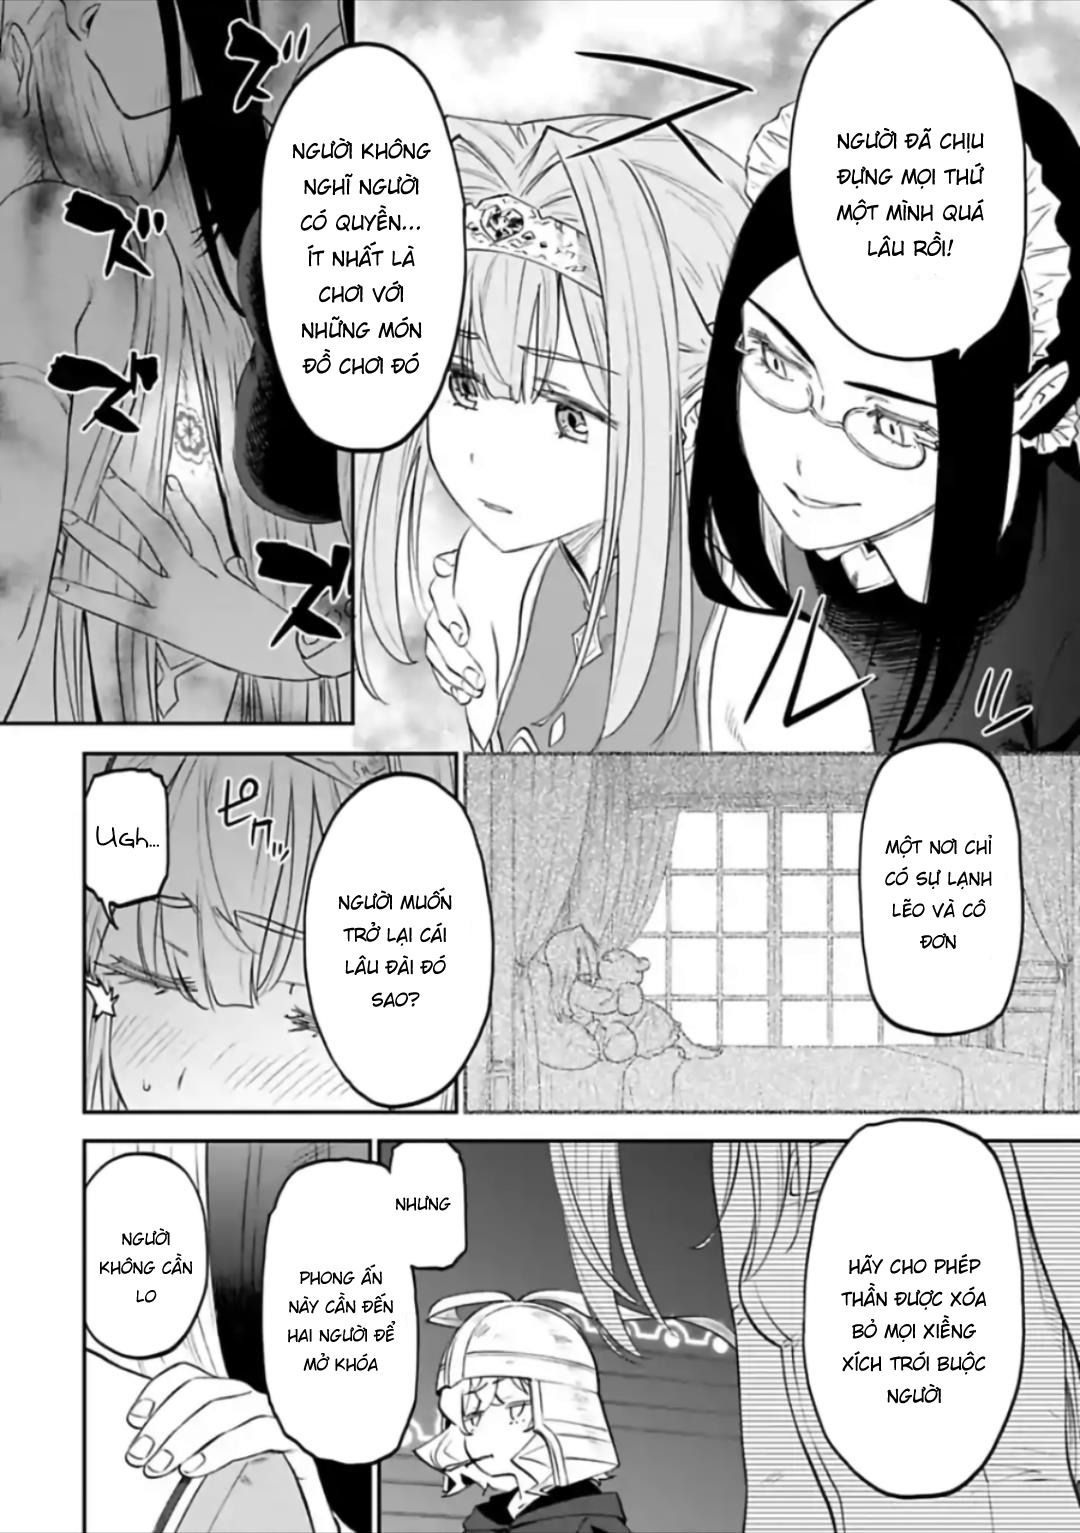 NGƯỜI ĐÃ CHỊU
ĐỰNG MỌI THỨ
MỘT MÌNH QUÁ
LÂU RỒI!
NGƯỜI KHÔNG
NGHĨ NGƯỜI
CÓ QUYỀN...
ÍT NHẤT LÀ
CHƠI VỚI
NHỮNG MÓN
ĐỒ CHƠI ĐÓ
MỘT NƠI CHỈ
CÓ SỰ LẠNH
LẼO VÀ CÔ
ĐƠN
NGƯỜI MUỐN
TRỞ LẠI CÁI
LÂU ĐÀI ĐÓ
SAO?
ピクッ
UGH...
HÃY CHO PHÉP
THẦN ĐƯỢC XÓA
BỎ MỌI XIỀNG
XÍCH TRÓI BUỘC
NGƯỜI
NHƯNG
PHONG ẤN
NÀY CẦN ĐẾN
HAI NGƯỜI ĐỂ
MỞ KHÓA
NGƯỜI
KHÔNG CẦN
LO